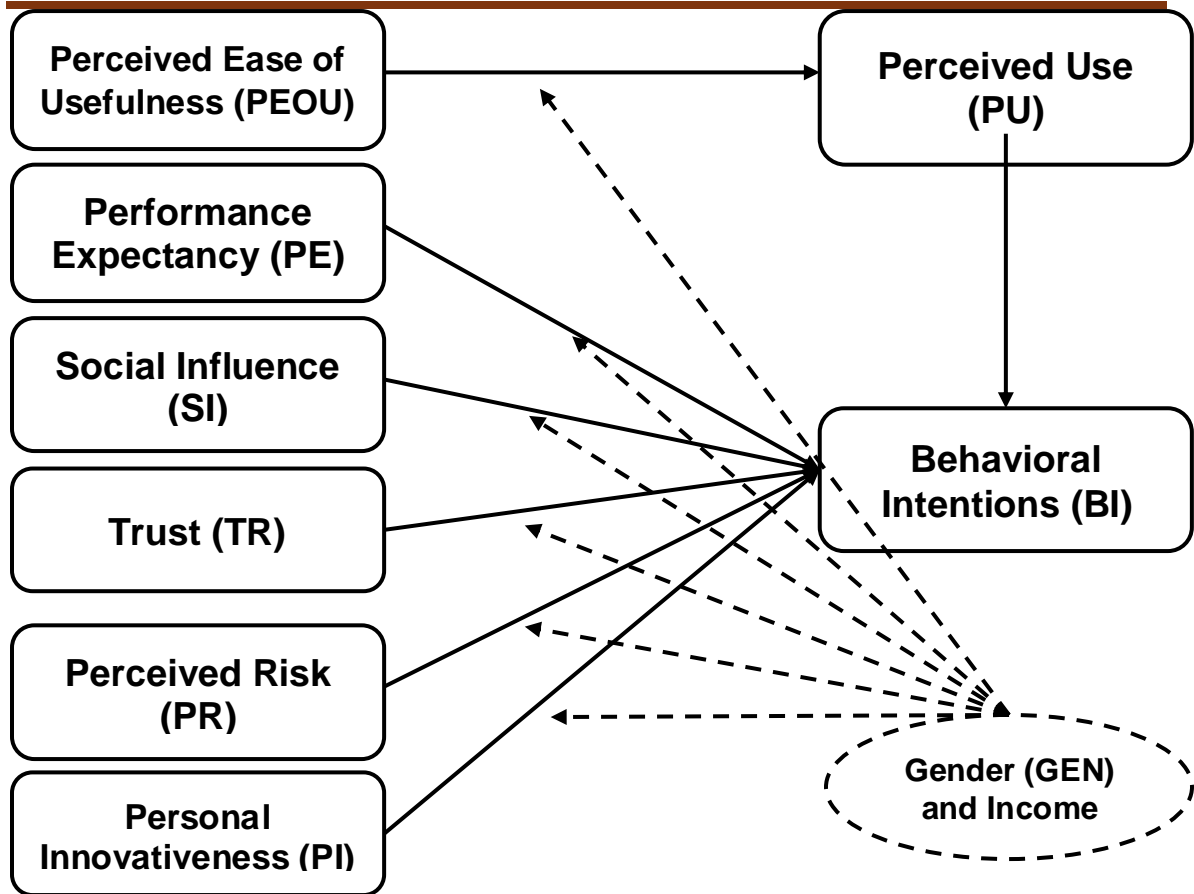 Perceived Ease of
Usefulness (PEOU)
Perceived Use
(PU)
Performance
Expectancy (PE)
Social Influence
(SI)
Behavioral
Intentions (BI)
Trust (TR)
Perceived Risk
(PR)
Gender (GEN)
and Income
Personal
Innovativeness (PI)